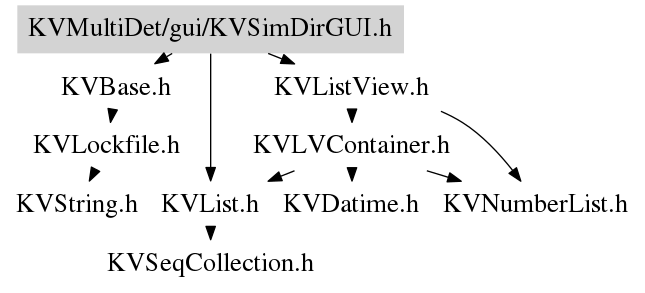 KVMultiDet/gui/KVSimDirGUI.h
KVBase.h
KVListView.h
KVLockfile.h
KVLVContainer.h
KVString.h
KVList.h
KVDatime.h
KVNumberList.h
KVSeqCollection.h